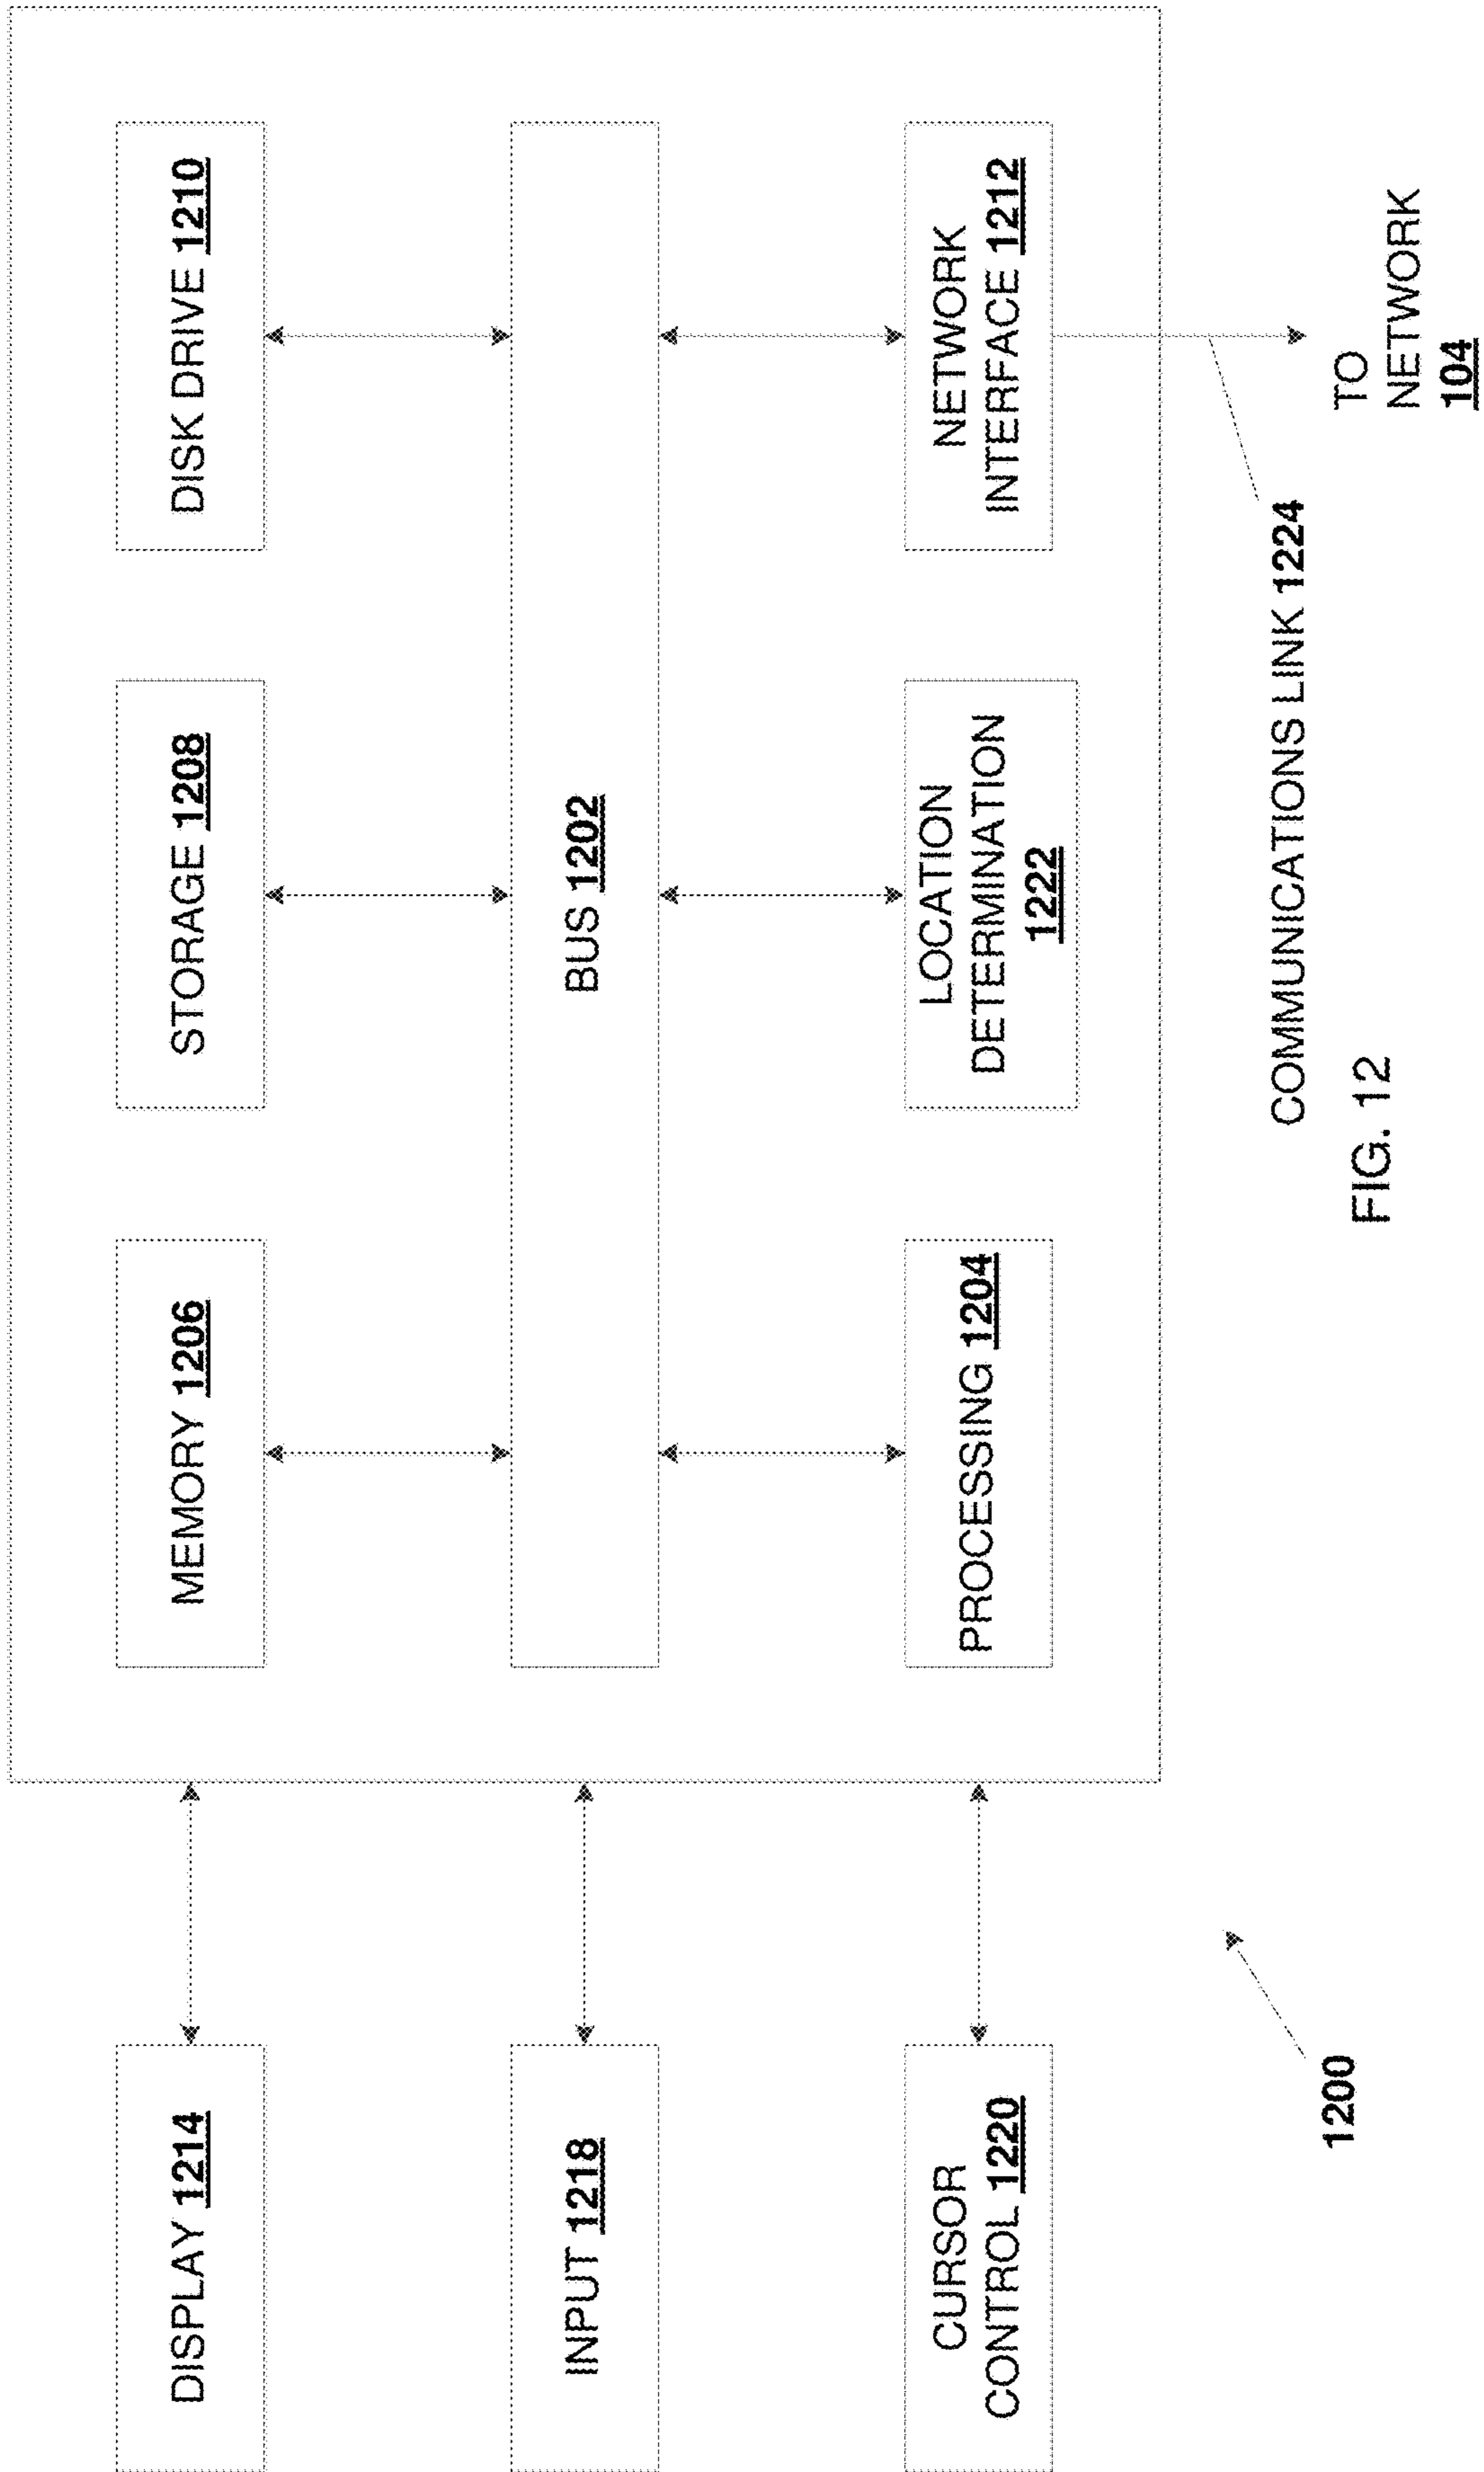 DISPLAY 1214
MEMORY 1206
STORAGE 1208
DISK DRIVE 1210
INPUT 1218
BUS 1202
CURSOR
CONTROL 1220
PROCESSING 1204
LOCATION
DETERMINATION
1222
NETWORK
INTERFACE 1212
1200
COMMUNICATIONS LINK 1224
TO
NETWORK
104
FIG. 12